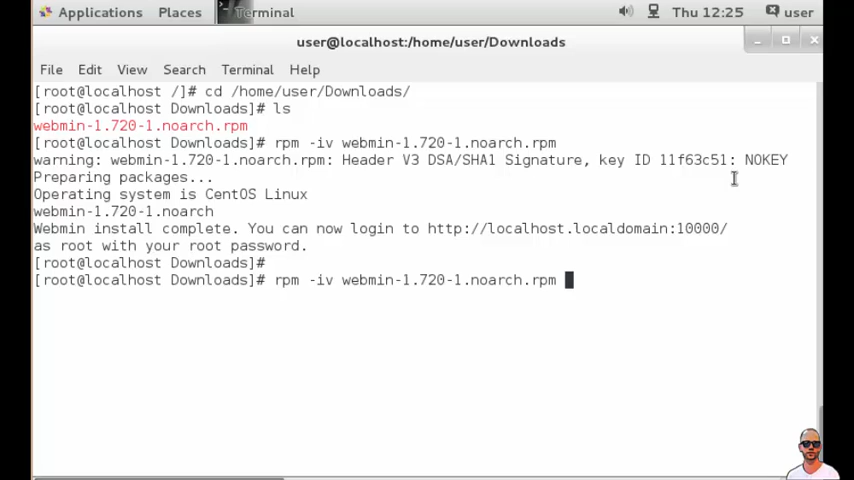 Applications Places Terminal Thu 12:25 user
user@localhost:/home/user/Downloads
File Edit View Search Terminal Help
[root@localhost /]# cd /home/user/Downloads/
[root@localhost Downloads]# ls
webmin-1.720-1.noarch.rpm
[root@localhost Downloads]# rpm -iv webmin-1.720-1.noarch.rpm
warning: webmin-1.720-1.noarch.rpm: Header V3 DSA/SHA1 Signature, key ID 11f63c51: NOKEY
Preparing packages...
Operating system is CentOS Linux
webmin-1.720-1.noarch
Webmin install complete. You can now login to http://localhost.localdomain:10000/
as root with your root password.
[root@localhost Downloads]#
[root@localhost Downloads]# rpm -iv webmin-1.720-1.noarch.rpm